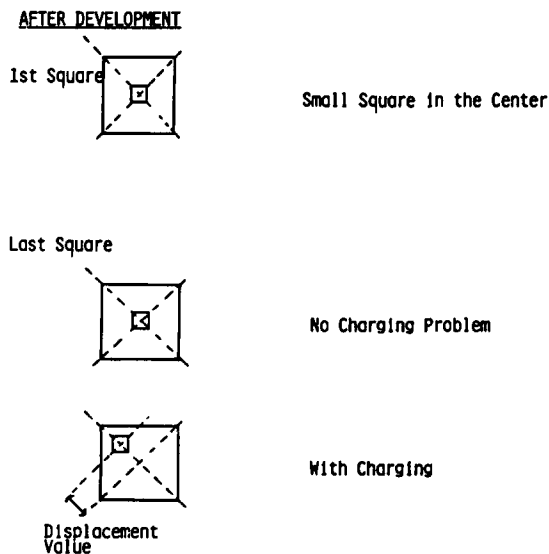 AFTER DEVELOPMENT
1st Square
Small Square in the Center
Last Square
No Charging Problem
With Charging
Displacement
Value